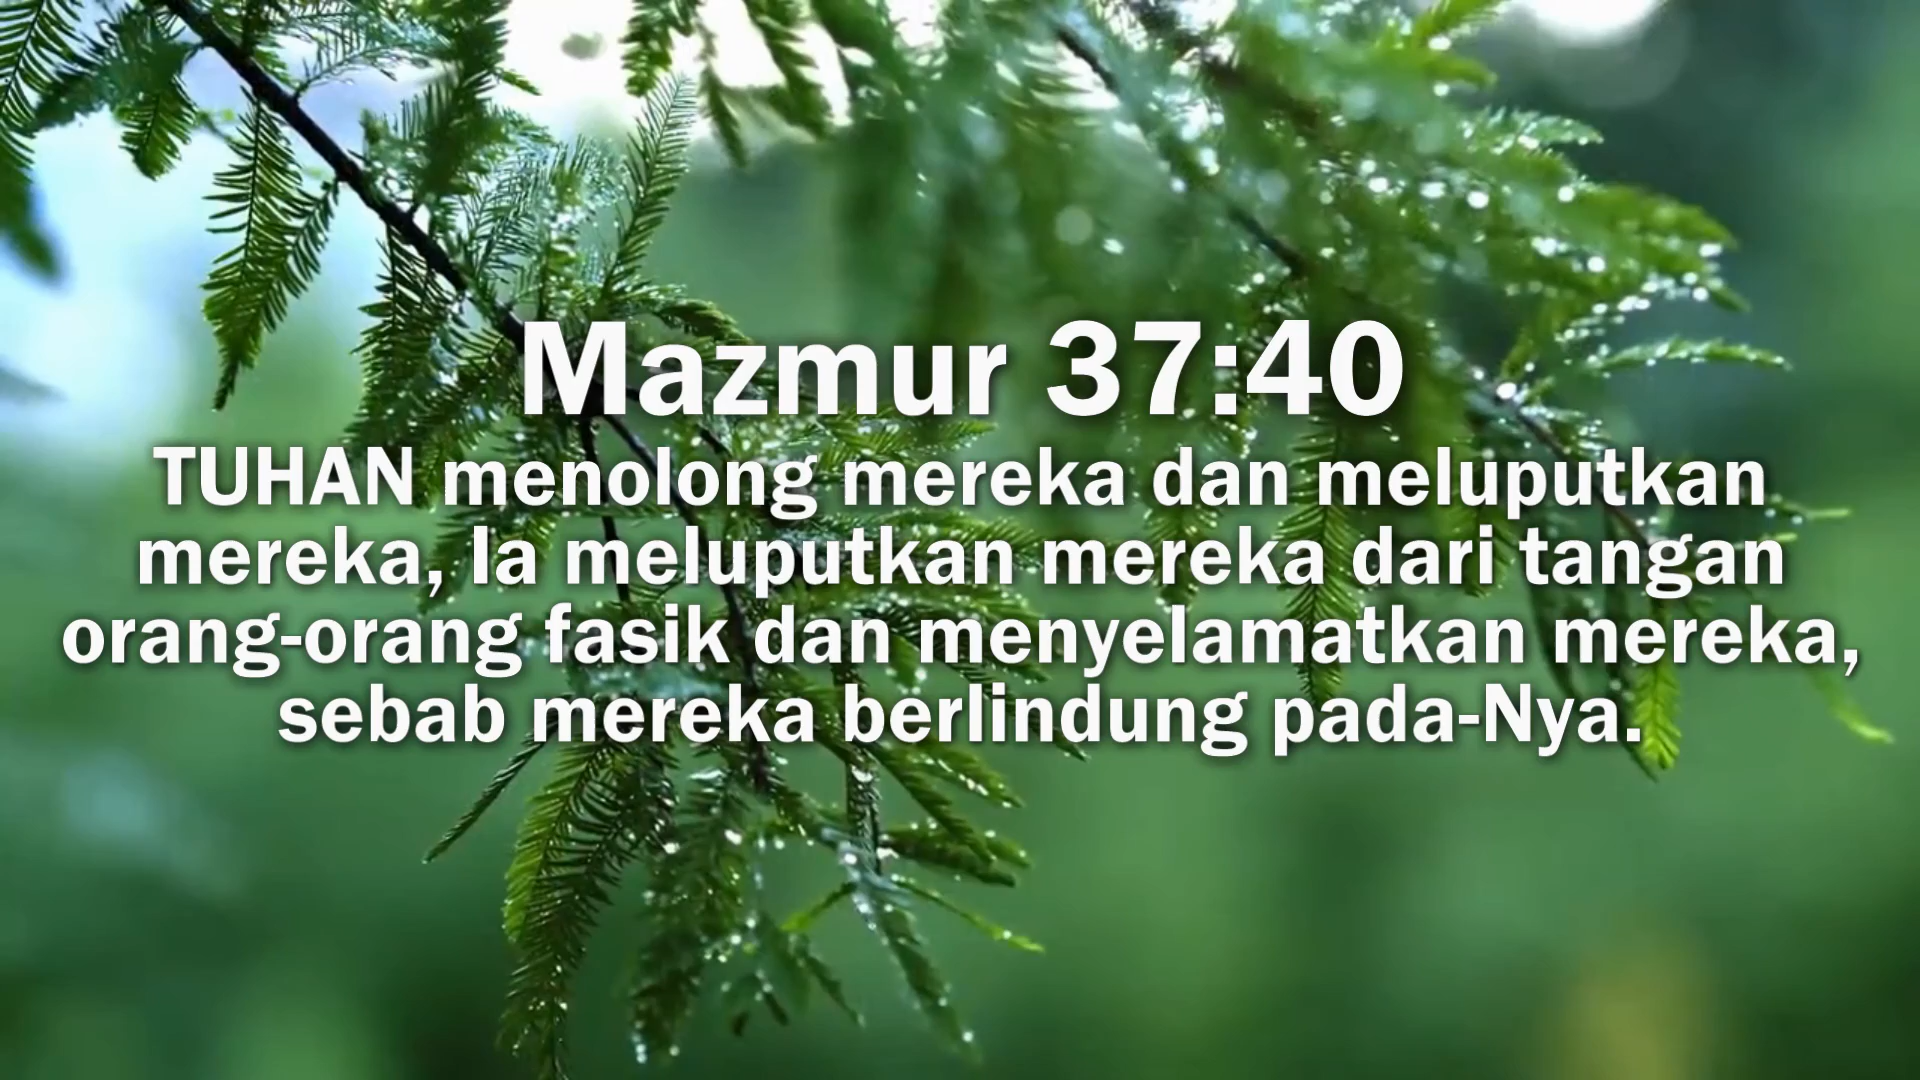 Mazmur 37:40
TUHAN menolong mereka dan meluputkan
mereka, Ia meluputkan mereka dari tangan
orang-orang fasik dan menyelamatkan mereka,
sebab mereka berlindung pada-Nya.